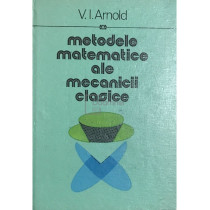 V. I. Arnold
metodele
matematice
ale
mecanicii
clasice